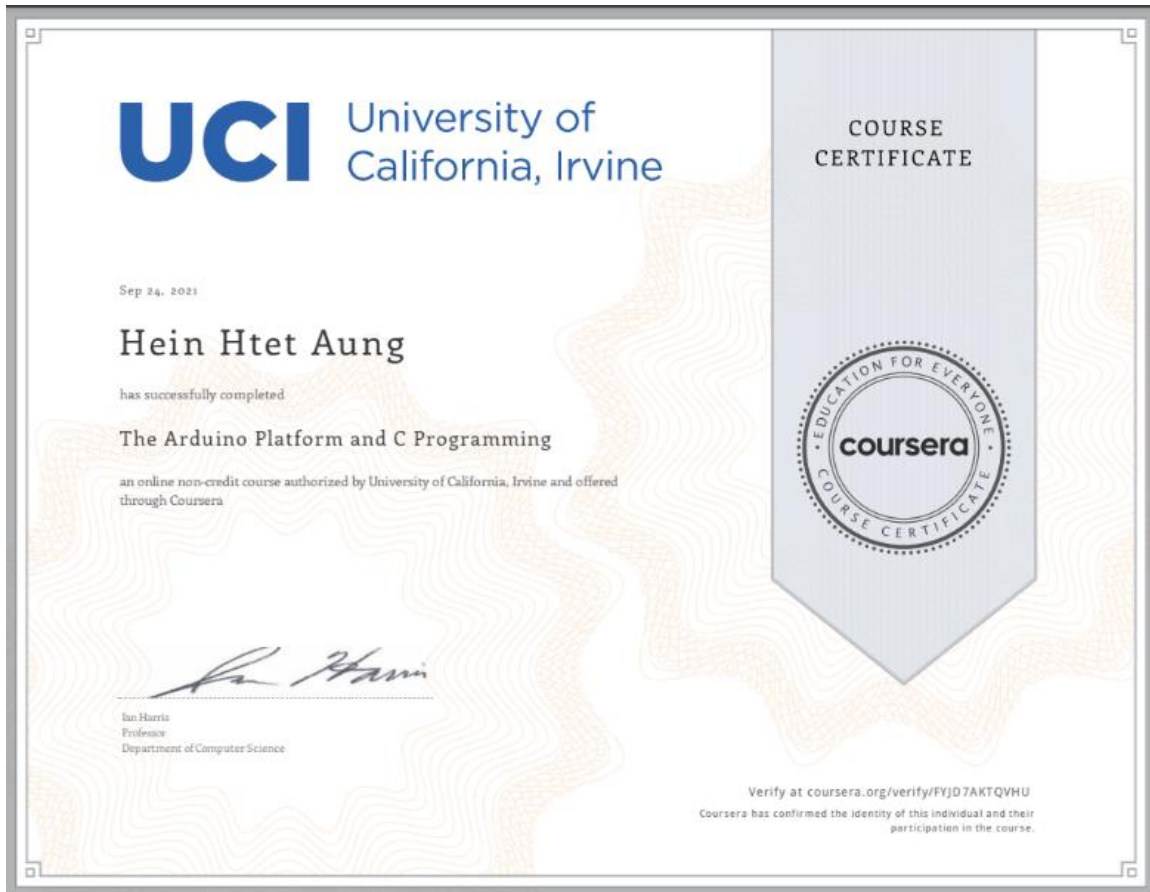 UCI University of
California, Irvine
COURSE
CERTIFICATE
Sep 24, 2021
Hein Htet Aung
has successfully completed
The Arduino Platform and C Programming
an online non-credit course authorized by University of California, Irvine and offered
through Coursera
EDUCATION FOR EVERYONE
coursera
COURSE CERTIFICATE
Ian Harris
Ian Harris
Professor
Department of Computer Science
Verify at coursera.org/verify/FYJD7AKTQVHU
Coursera has confirmed the identity of this individual and their
participation in the course.